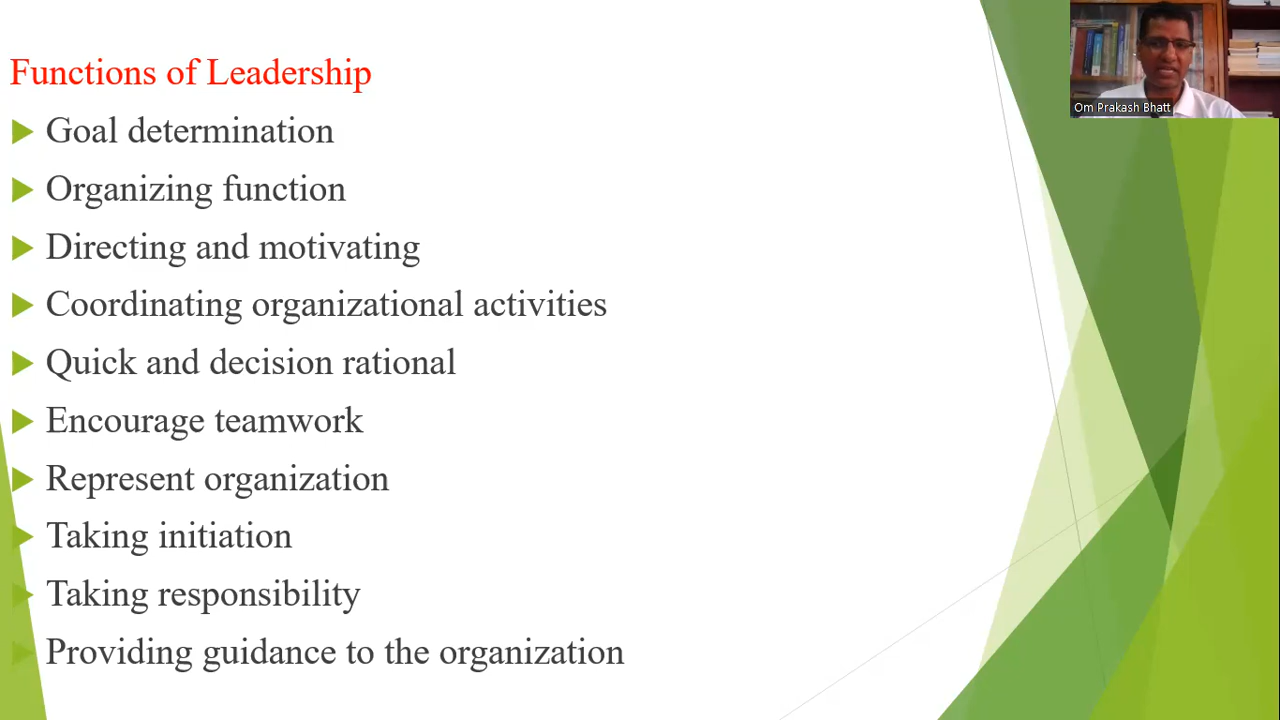 Functions of Leadership
Goal determination
Organizing function
Directing and motivating
Coordinating organizational activities
Quick and decision rational
Encourage teamwork
Represent organization
Taking initiation
Taking responsibility
Providing guidance to the organization
Om Prakash Bhatt